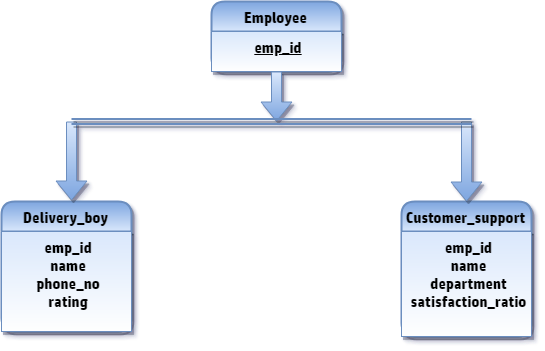 Employee
emp_id
Delivery_boy
emp_id
name
phone_no
rating
Customer_support
emp_id
name
department
satisfaction_ratio